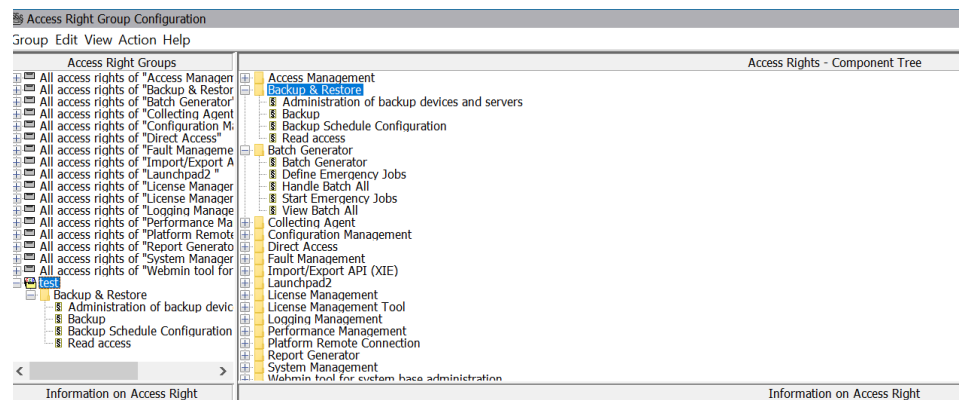 Access Right Group Configuration
Group Edit View Action Help
Access Right Groups
All access rights of "Access Managem
All access rights of "Backup & Restor
All access rights of "Batch Generator"
All access rights of "Collecting Agent
All access rights of "Configuration Ma
All access rights of "Direct Access"
All access rights of "Fault Manageme
All access rights of "Import/Export A
All access rights of "Launchpad2 "
All access rights of "License Manager
All access rights of "License Manager
All access rights of "Logging Manage
All access rights of "Performance Ma
All access rights of "Platform Remote
All access rights of "Report Generato
All access rights of "System Manager
All access rights of "Webmin tool for
test
Backup & Restore
Administration of backup devic
Backup
Backup Schedule Configuration
Read access
Information on Access Right
Access Rights - Component Tree
Access Management
Backup & Restore
Administration of backup devices and servers
Backup
Backup Schedule Configuration
Read access
Batch Generator
Batch Generator
Define Emergency Jobs
Handle Batch All
Start Emergency Jobs
View Batch All
Collecting Agent
Configuration Management
Direct Access
Fault Management
Import/Export API (XIE)
Launchpad2
License Management
License Management Tool
Logging Management
Performance Management
Platform Remote Connection
Report Generator
System Management
Webmin tool for system base administration
Information on Access Right